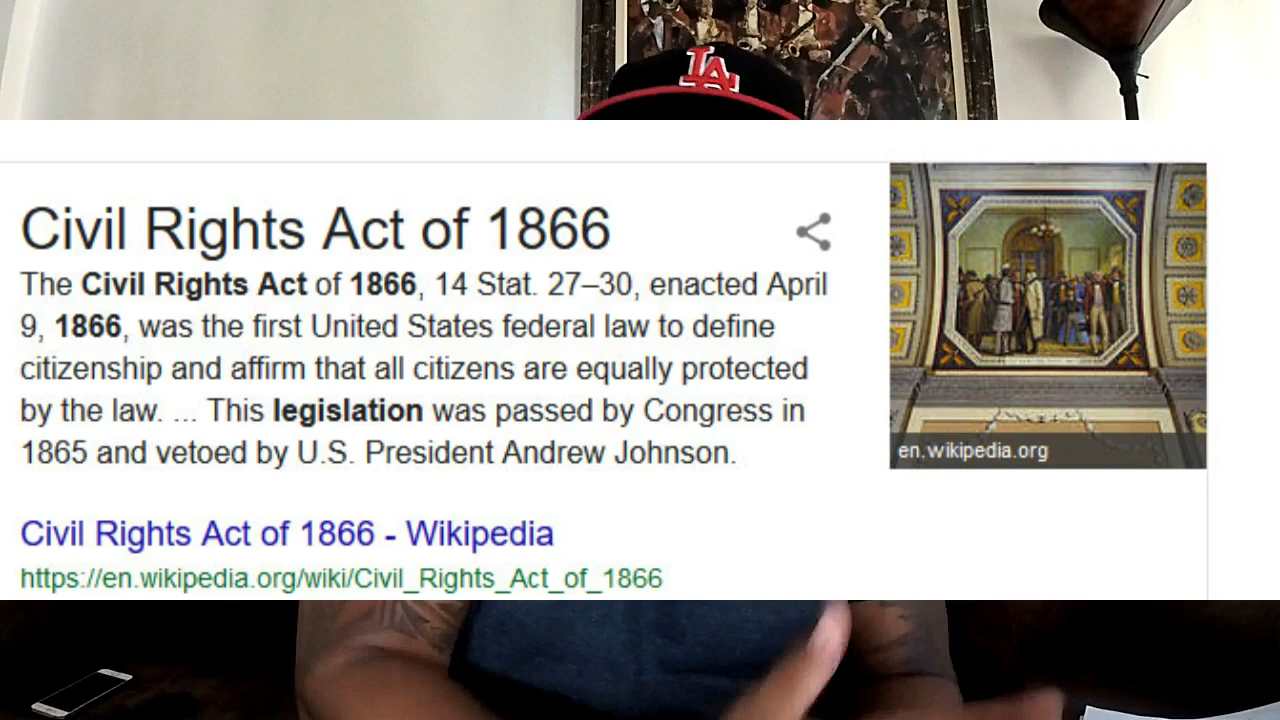 LA
Civil Rights Act of 1866
The Civil Rights Act of 1866, 14 Stat. 27–30, enacted April
9, 1866, was the first United States federal law to define
citizenship and affirm that all citizens are equally protected
by the law. ... This legislation was passed by Congress in
1865 and vetoed by U.S. President Andrew Johnson.
en.wikipedia.org
Civil Rights Act of 1866 - Wikipedia
https://en.wikipedia.org/wiki/Civil_Rights_Act_of_1866